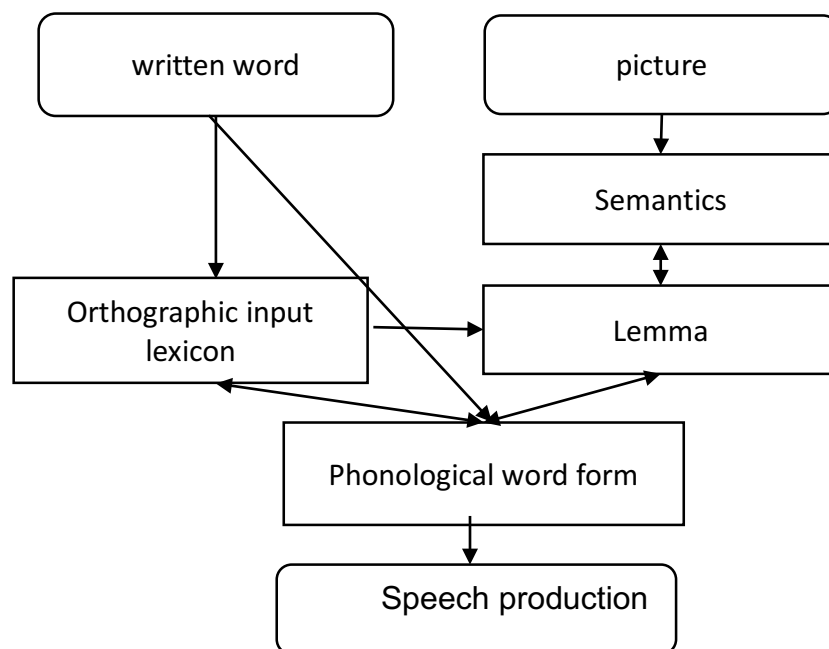 written word
picture
Semantics
Orthographic input
lexicon
Lemma
Phonological word form
Speech production